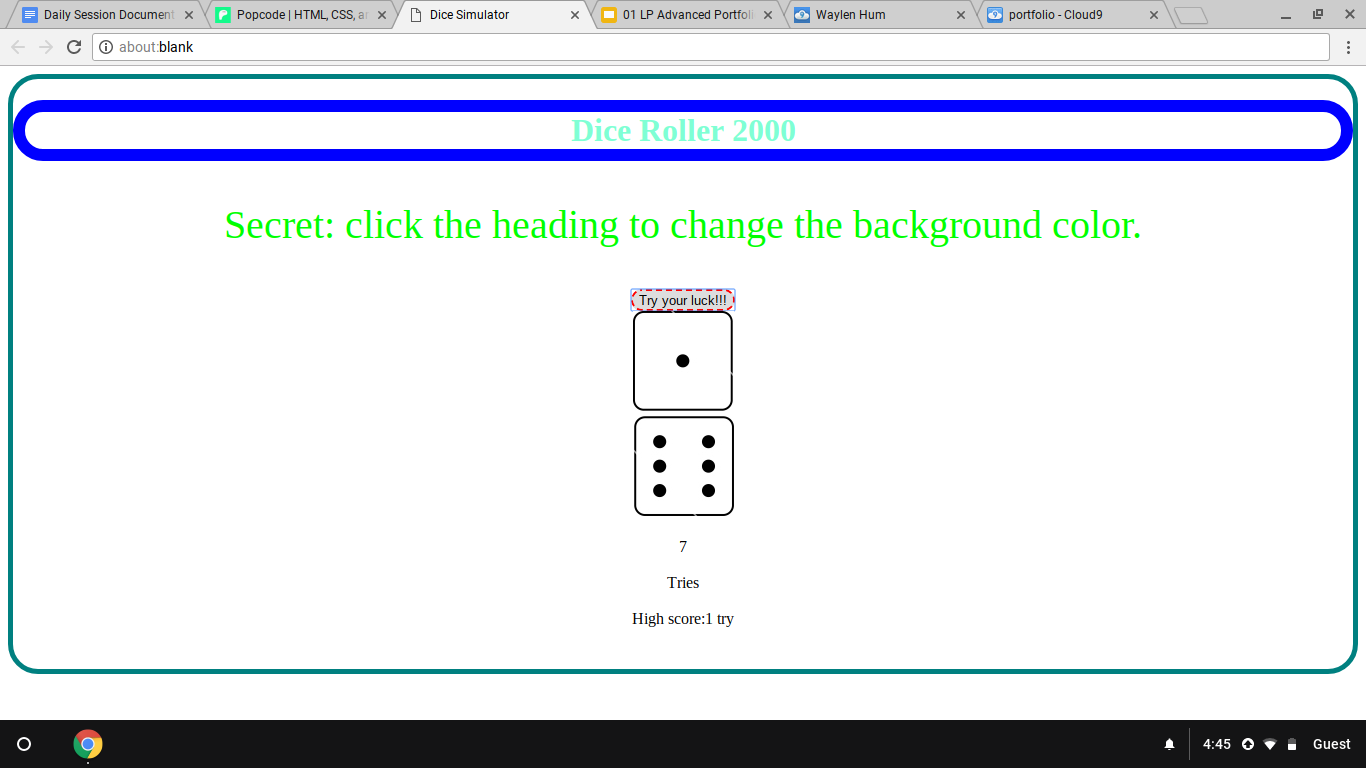 Daily Session Document
Popcode | HTML, CSS, a
Dice Simulator
01 LP Advanced Portfoli
Waylen Hum
portfolio - Cloud9
about:blank
Dice Roller 2000
Secret: click the heading to change the background color.
Try your luck!!!
7
Tries
High score:1 try
4:45
Guest